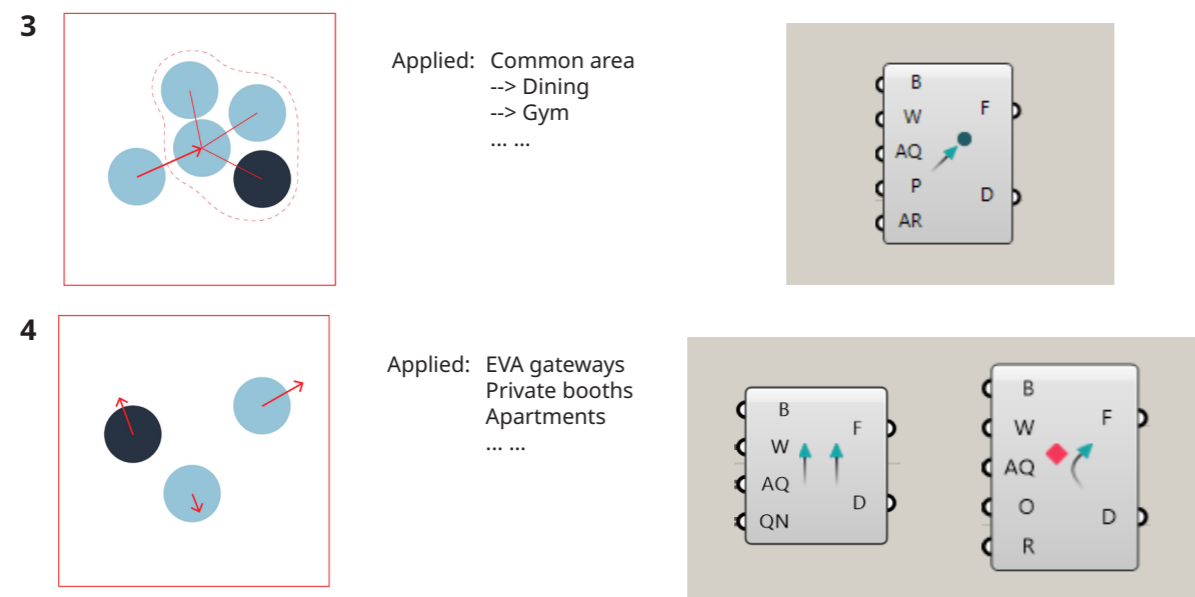 3
Applied: Common area
--> Dining
--> Gym
... ...
B
W
AQ
P
AR
F
D
4
Applied: EVA gateways
Private booths
Apartments
... ...
B
W
AQ
QN
F
D
B
W
AQ
O
R
F
D